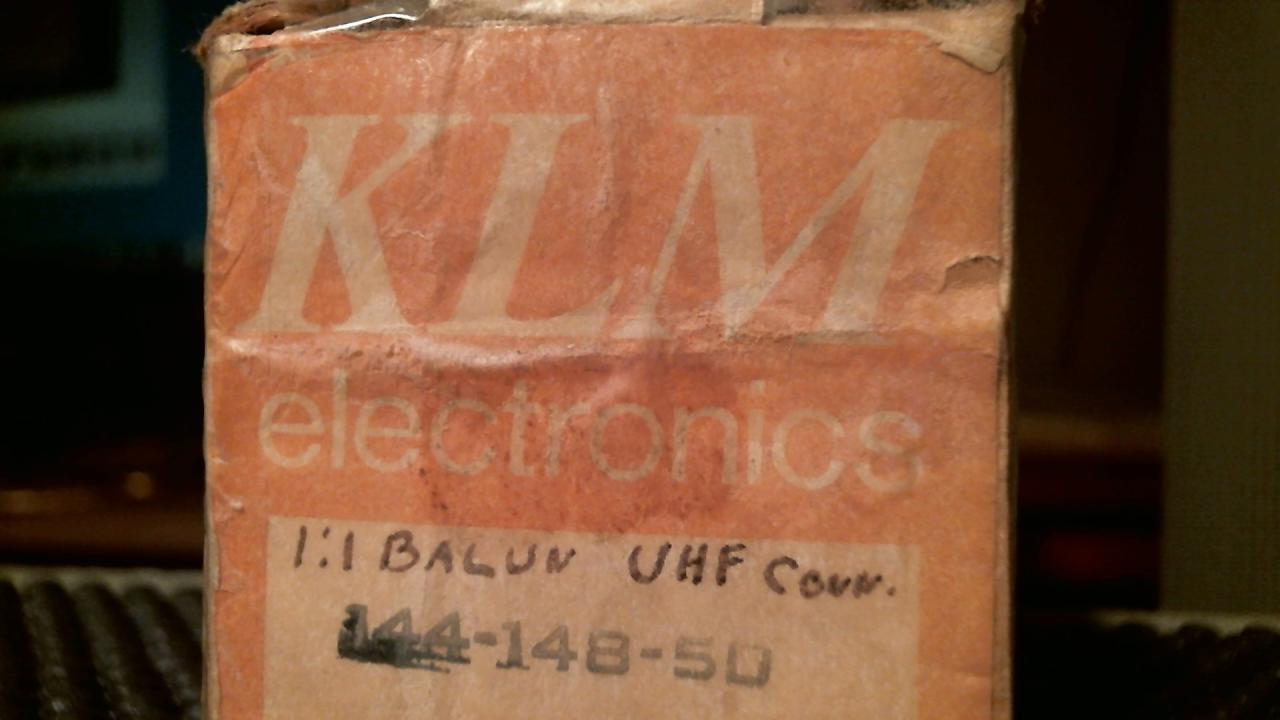 KLM
electronics
1:1 BALUN UHF CONN.
144-148-50